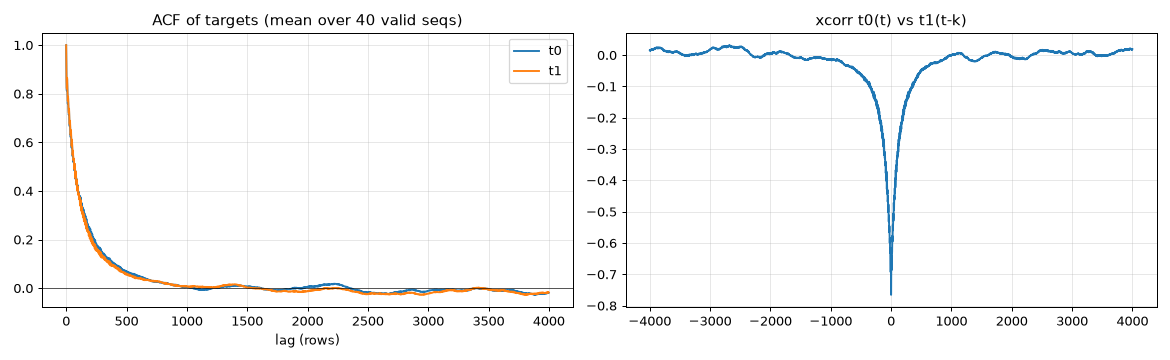 ACF of targets (mean over 40 valid seqs)
1.0
0.8
0.6
0.4
0.2
0.0
0 500 1000 1500 2000 2500 3000 3500 4000
lag (rows)
t0
t1
xcorr t0(t) vs t1(t-k)
0.0
−0.1
−0.2
−0.3
−0.4
−0.5
−0.6
−0.7
−0.8
−4000 −3000 −2000 −1000 0 1000 2000 3000 4000